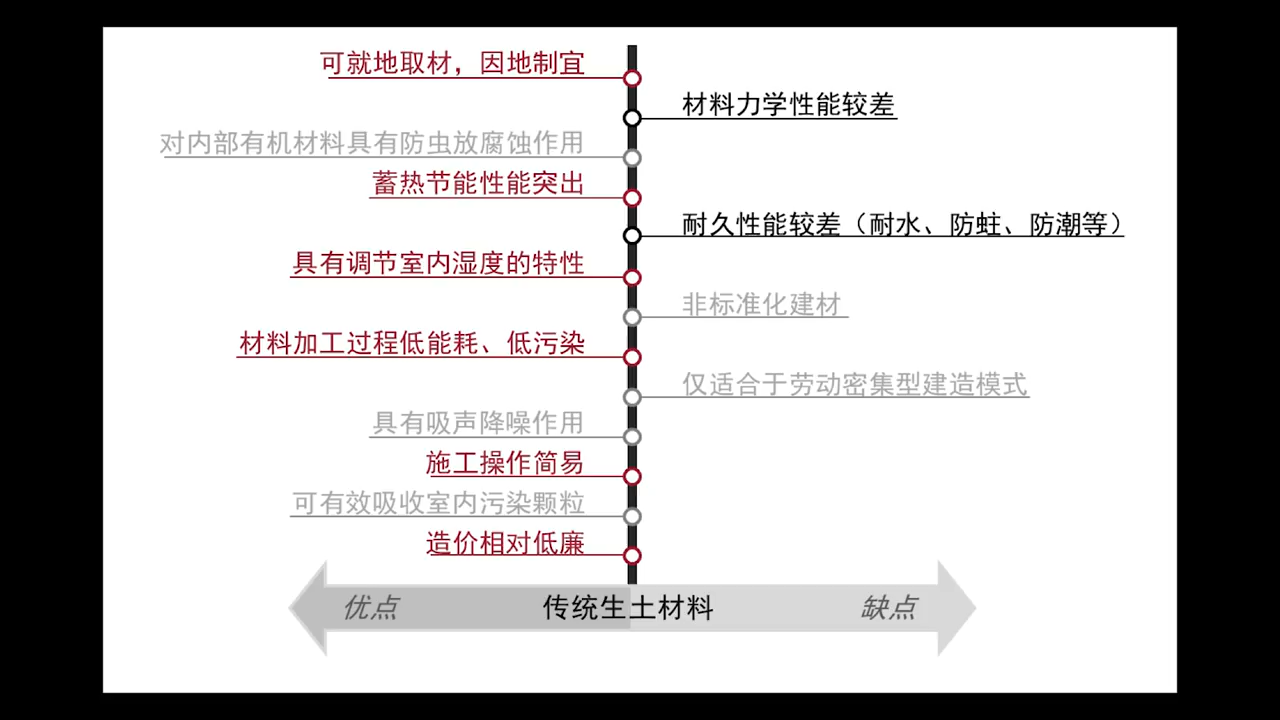 可就地取材，因地制宜
材料力学性能较差
对内部有机材料具有防虫放腐蚀作用
蓄热节能性能突出
耐久性能较差（耐水、防蛀、防潮等）
具有调节室内湿度的特性
非标准化建材
材料加工过程低能耗、低污染
仅适合于劳动密集型建造模式
具有吸声降噪作用
施工操作简易
可有效吸收室内污染颗粒
造价相对低廉
优点 传统生土材料 缺点